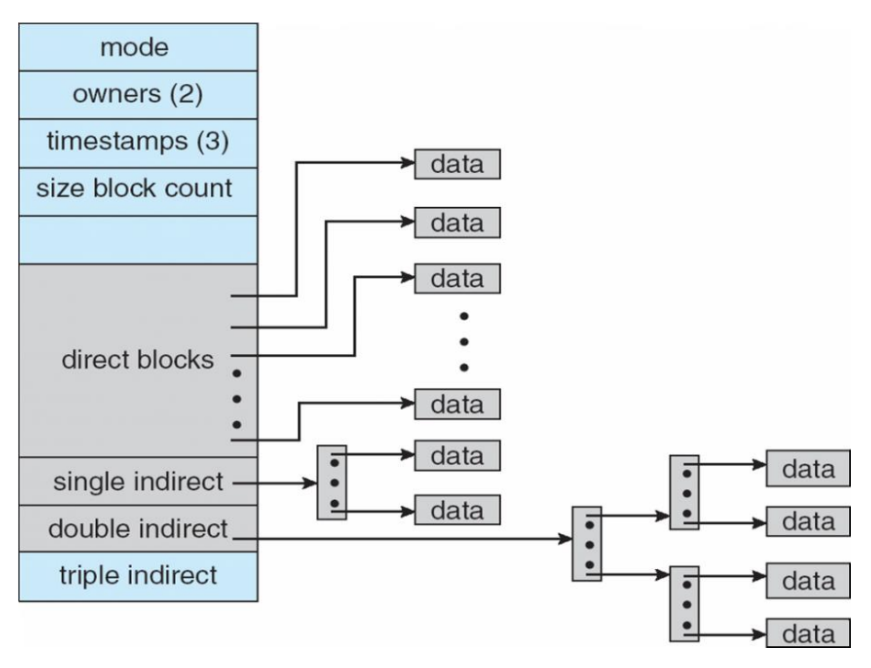 mode
owners (2)
timestamps (3)
size block count
data
data
data
direct blocks
data
data
single indirect
data
double indirect
triple indirect
data
data
data
data